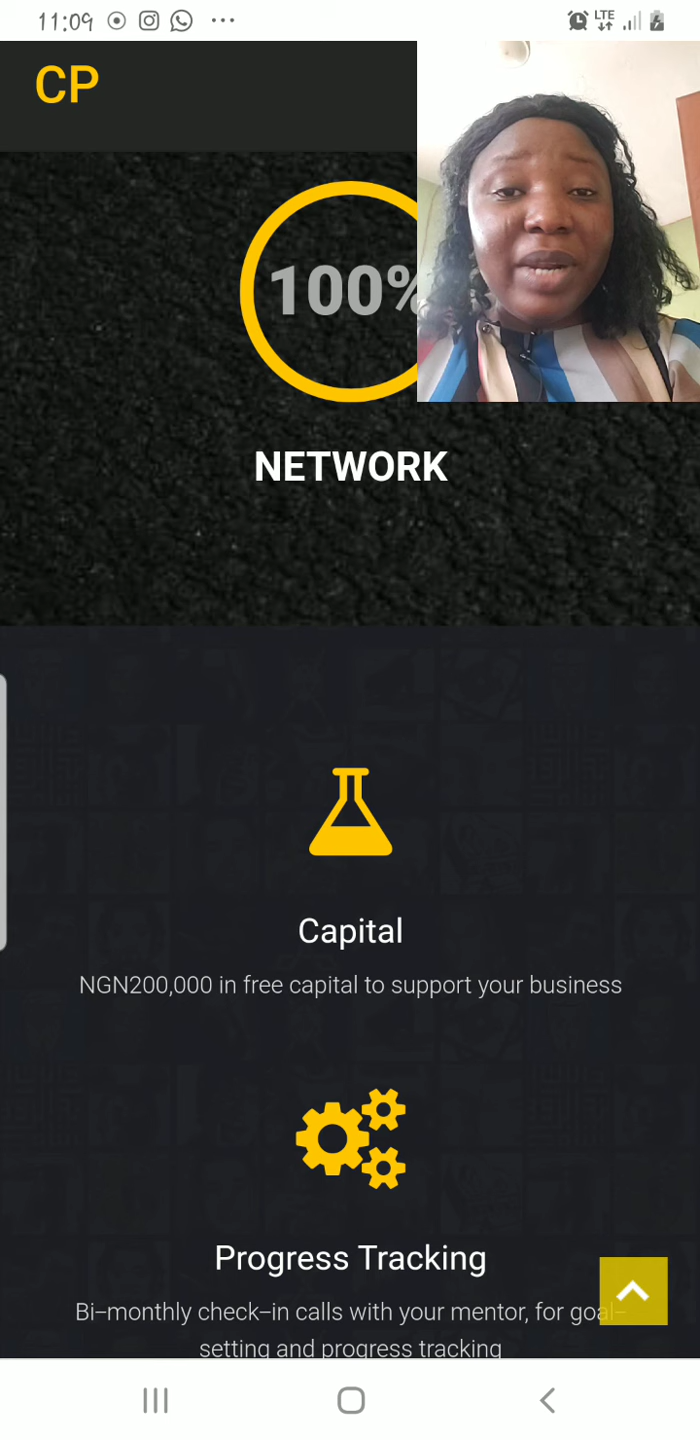 11:09
LTE
CP
100%
NETWORK
Capital
NGN200,000 in free capital to support your business
Progress Tracking
Bi-monthly check-in calls with your mentor, for goal-
setting and progress tracking